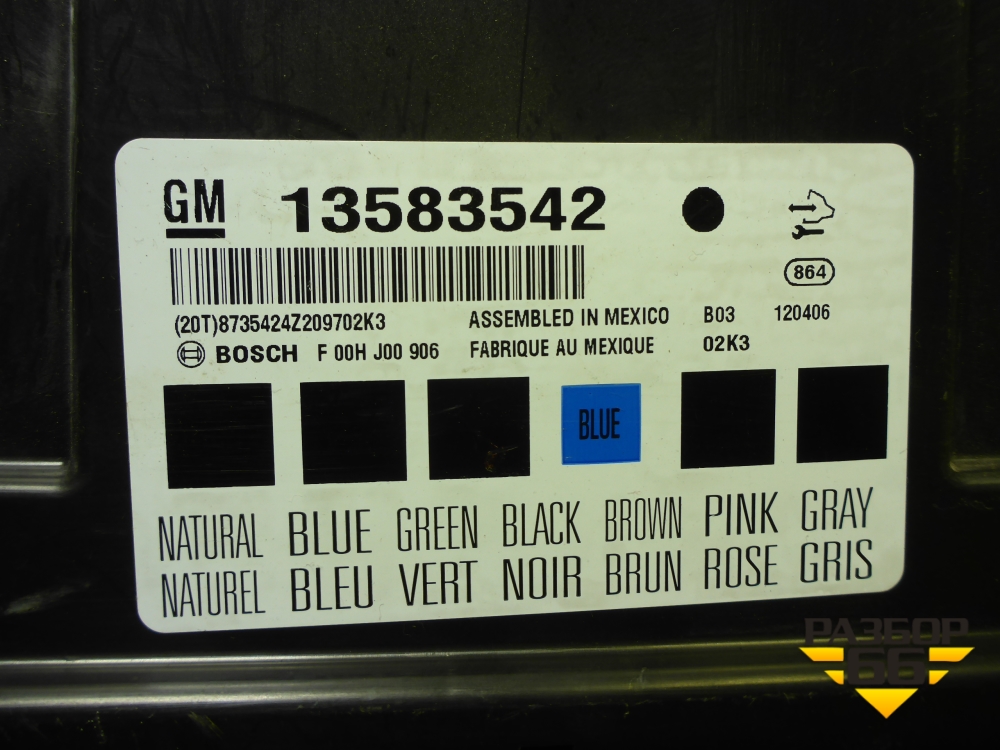 GM 13583542
864
(20T)8735424Z209702K3 ASSEMBLED IN MEXICO B03 120406
BOSCH F 00H J00 906 FABRIQUE AU MEXIQUE 02K3
BLUE
NATURAL BLUE GREEN BLACK BROWN PINK GRAY
NATUREL BLEU VERT NOIR BRUN ROSE GRIS
РАЗБОР
66